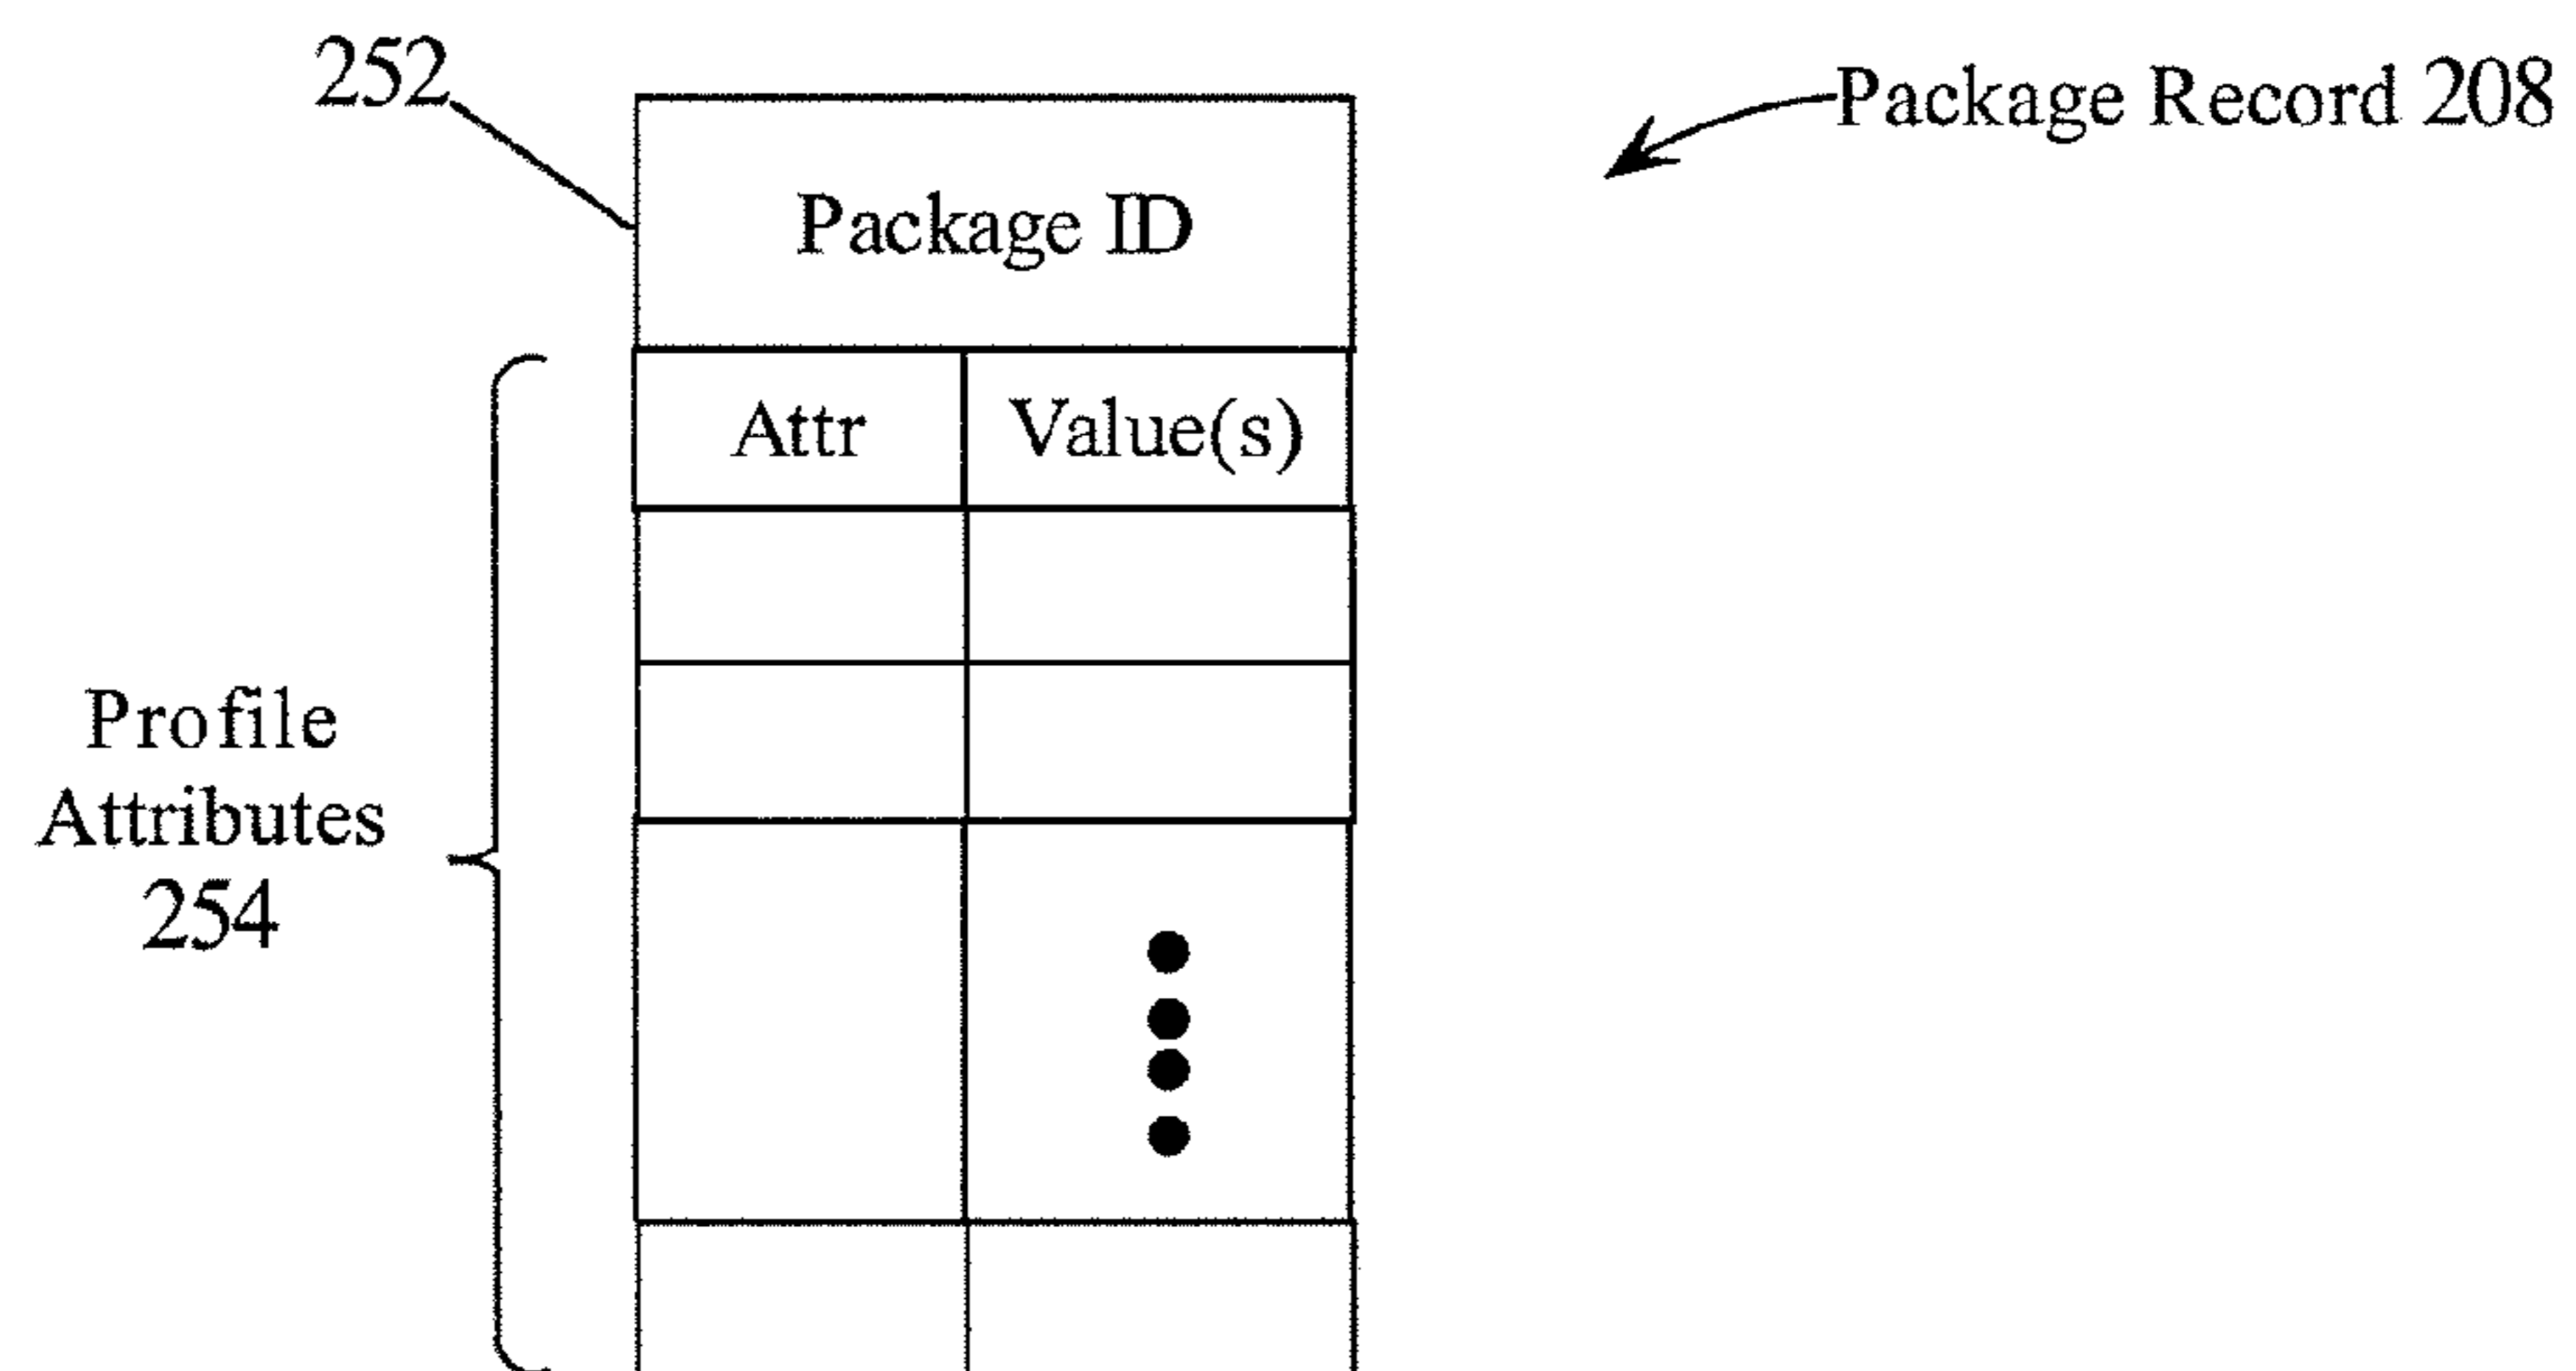 252
Package Record 208
Package ID
Attr
Value(s)
Profile
Attributes
254